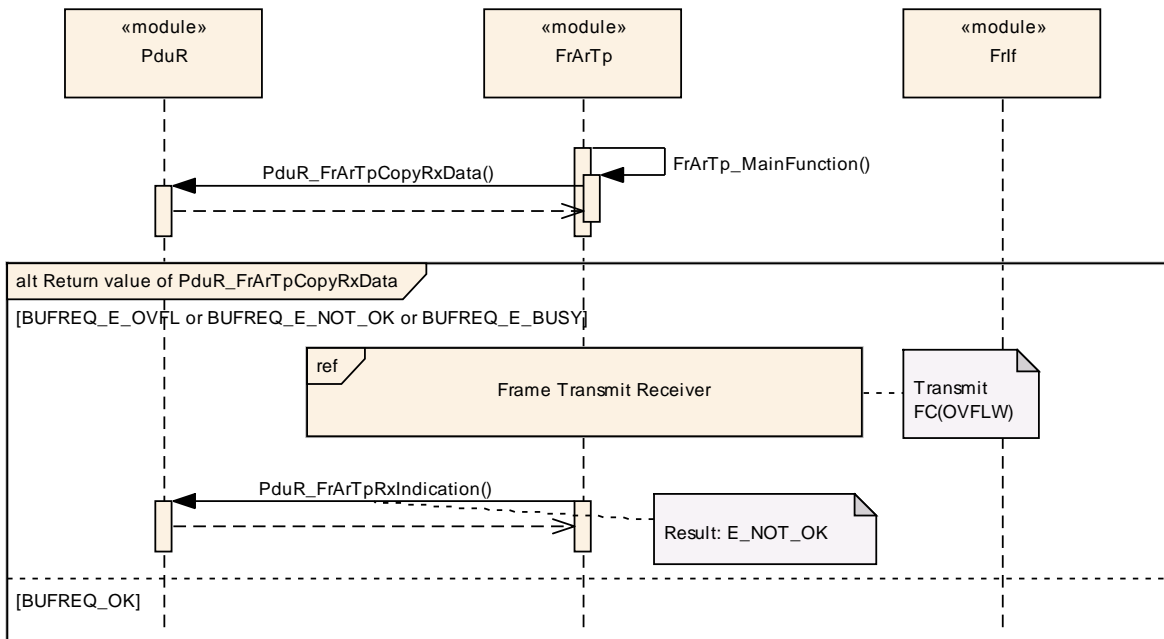 «module»
PduR
«module»
FrArTp
«module»
FrIf
FrArTp_MainFunction()
PduR_FrArTpCopyRxData()
alt Return value of PduR_FrArTpCopyRxData
[BUFREQ_E_OVFL or BUFREQ_E_NOT_OK or BUFREQ_E_BUSY]
ref
Frame Transmit Receiver
Transmit
FC(OVFLW)
PduR_FrArTpRxIndication()
Result: E_NOT_OK
[BUFREQ_OK]